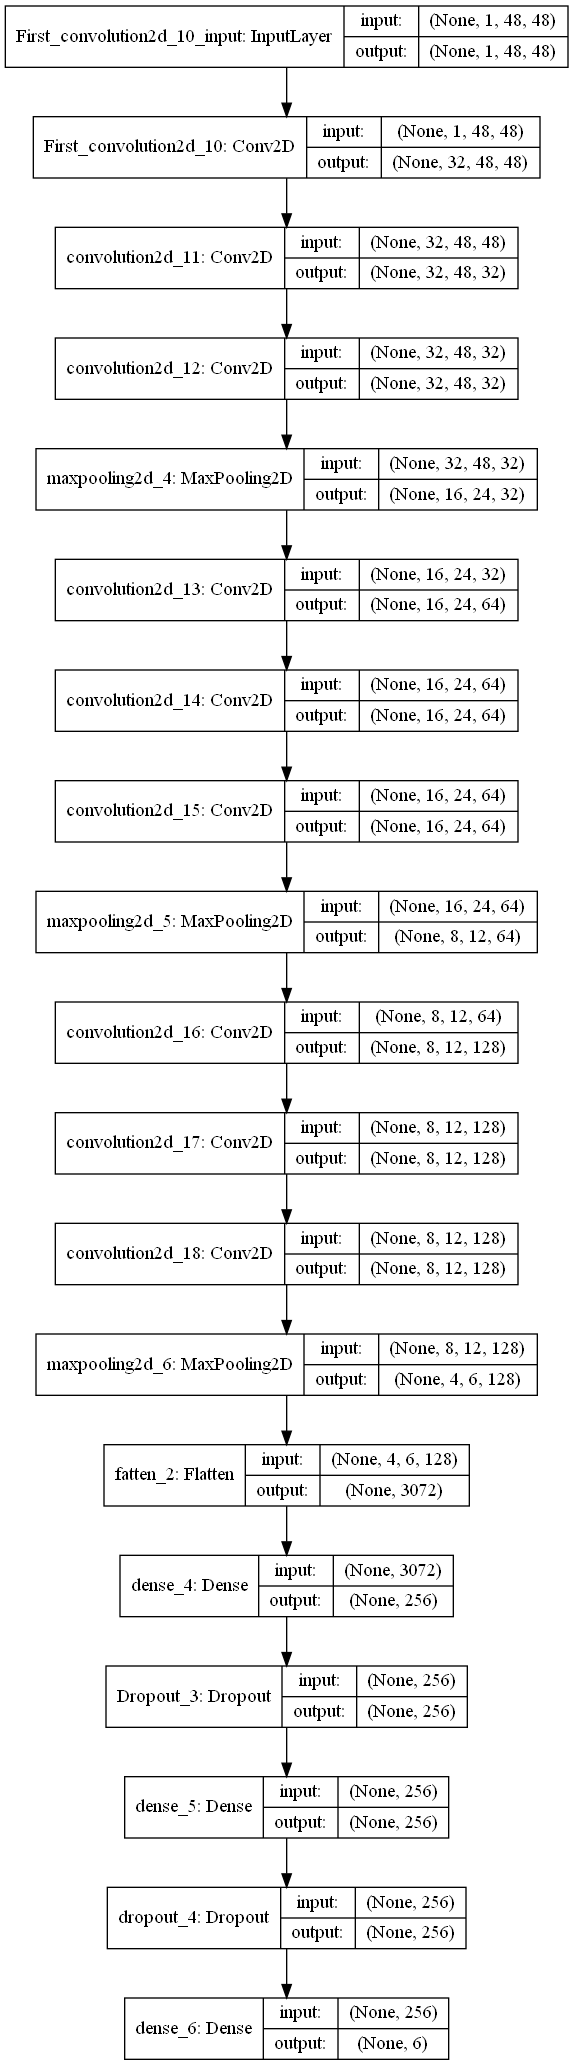 First_convolution2d_10_input: InputLayer
input: (None, 1, 48, 48)
output: (None, 1, 48, 48)
First_convolution2d_10: Conv2D
input: (None, 1, 48, 48)
output: (None, 32, 48, 48)
convolution2d_11: Conv2D
input: (None, 32, 48, 48)
output: (None, 32, 48, 32)
convolution2d_12: Conv2D
input: (None, 32, 48, 32)
output: (None, 32, 48, 32)
maxpooling2d_4: MaxPooling2D
input: (None, 32, 48, 32)
output: (None, 16, 24, 32)
convolution2d_13: Conv2D
input: (None, 16, 24, 32)
output: (None, 16, 24, 64)
convolution2d_14: Conv2D
input: (None, 16, 24, 64)
output: (None, 16, 24, 64)
convolution2d_15: Conv2D
input: (None, 16, 24, 64)
output: (None, 16, 24, 64)
maxpooling2d_5: MaxPooling2D
input: (None, 16, 24, 64)
output: (None, 8, 12, 64)
convolution2d_16: Conv2D
input: (None, 8, 12, 64)
output: (None, 8, 12, 128)
convolution2d_17: Conv2D
input: (None, 8, 12, 128)
output: (None, 8, 12, 128)
convolution2d_18: Conv2D
input: (None, 8, 12, 128)
output: (None, 8, 12, 128)
maxpooling2d_6: MaxPooling2D
input: (None, 8, 12, 128)
output: (None, 4, 6, 128)
fatten_2: Flatten
input: (None, 4, 6, 128)
output: (None, 3072)
dense_4: Dense
input: (None, 3072)
output: (None, 256)
Dropout_3: Dropout
input: (None, 256)
output: (None, 256)
dense_5: Dense
input: (None, 256)
output: (None, 256)
dropout_4: Dropout
input: (None, 256)
output: (None, 256)
dense_6: Dense
input: (None, 256)
output: (None, 6)